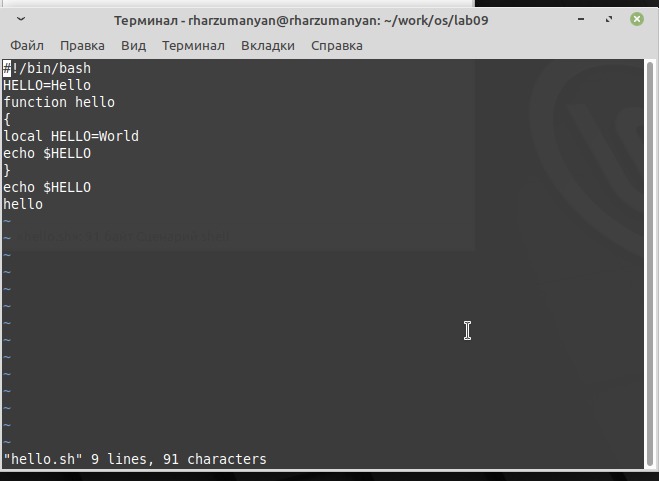 Терминал - rharzumanyan@rharzumanyan: ~/work/os/lab09
Файл Правка Вид Терминал Вкладки Справка
#!/bin/bash
HELLO=Hello
function hello
{
local HELLO=World
echo $HELLO
}
echo $HELLO
hello
~
~
~
~
~
~
~
~
~
~
~
~
~
~
"hello.sh" 9 lines, 91 characters